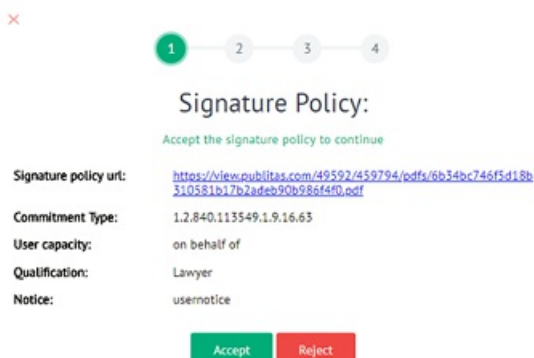 ×
1 2 3 4
Signature Policy:
Accept the signature policy to continue
Signature policy url: https://view.publitas.com/49592/459794/pdfs/6b34bc746f5d18b
310581b17b2adeb90b986f4f0.pdf
Commitment Type: 1.2.840.113549.1.9.16.63
User capacity: on behalf of
Qualification: Lawyer
Notice: usernotice
Accept Reject